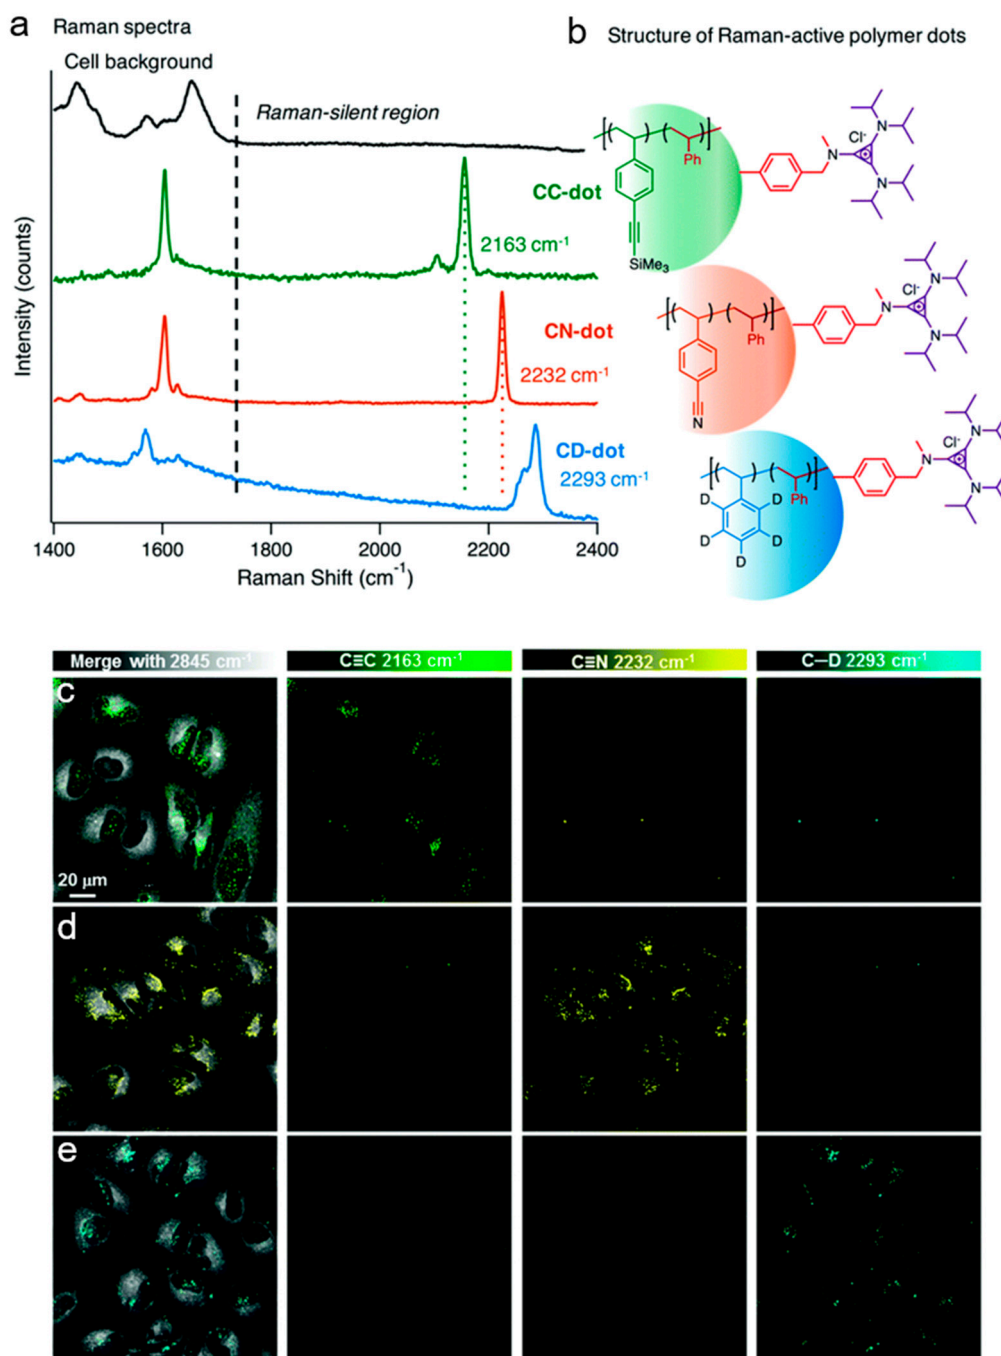 a Raman spectra
b Structure of Raman-active polymer dots
Cell background
Raman-silent region
CC-dot
2163 cm⁻¹
CN-dot
2232 cm⁻¹
CD-dot
2293 cm⁻¹
Intensity (counts)
1400 1600 1800 2000 2200 2400
Raman Shift (cm⁻¹)
Ph
SiMe₃
N
Cl⁻
N
N
Ph
N
N
Cl⁻
N
N
Ph
D D
D D
D
N
Cl⁻
N
N
Merge with 2845 cm⁻¹ C≡C 2163 cm⁻¹ C≡N 2232 cm⁻¹ C—D 2293 cm⁻¹
c
20 μm
d
e